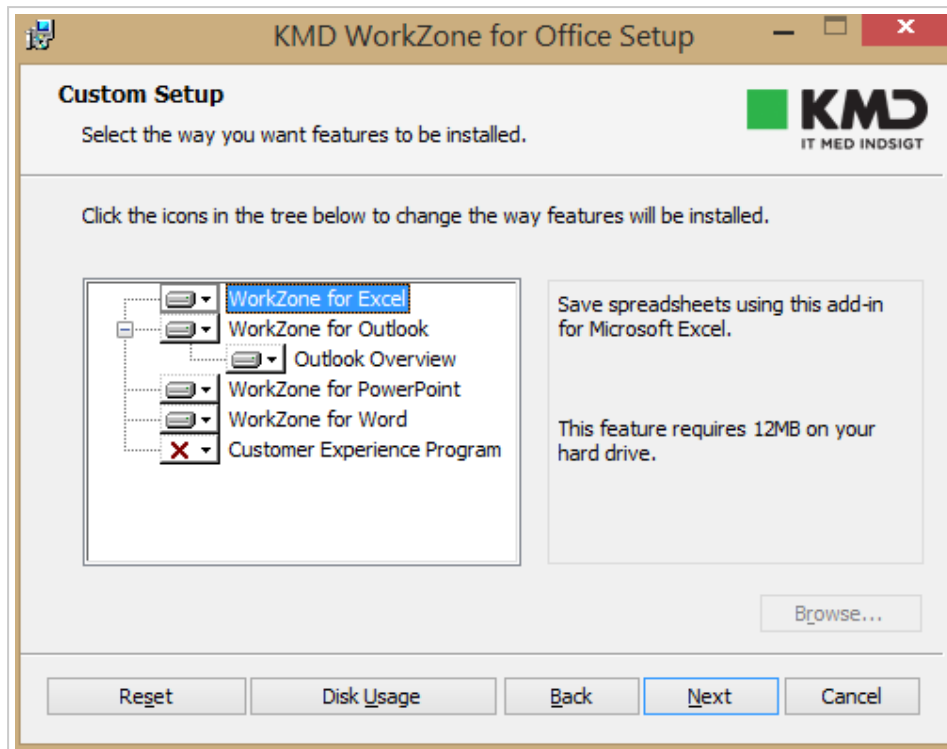 KMD WorkZone for Office Setup
Custom Setup
Select the way you want features to be installed.
KMD
IT MED INDSIGT
Click the icons in the tree below to change the way features will be installed.
WorkZone for Excel
WorkZone for Outlook
Outlook Overview
WorkZone for PowerPoint
WorkZone for Word
Customer Experience Program
Save spreadsheets using this add-in
for Microsoft Excel.
This feature requires 12MB on your
hard drive.
Browse...
Reset
Disk Usage
Back
Next
Cancel